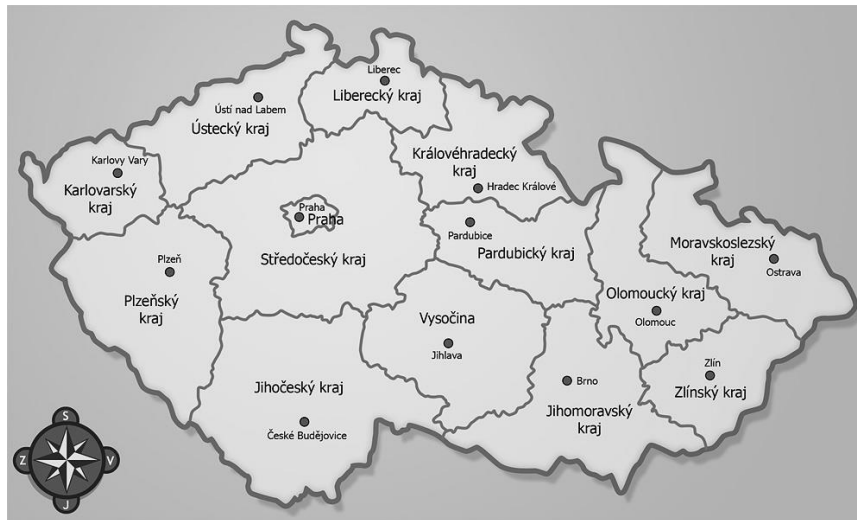 Liberec
Liberecký kraj
Ústí nad Labem
Ústecký kraj
Karlovy Vary
Karlovarský
kraj
Královéhradecký
kraj
Hradec Králové
Praha
Praha
Středočeský kraj
Pardubice
Pardubický kraj
Plzeň
Plzeňský
kraj
Moravskoslezský
kraj
Ostrava
Olomoucký kraj
Olomouc
Vysočina
Jihlava
Jihočeský kraj
České Budějovice
Brno
Jihomoravský
kraj
Zlín
Zlínský kraj
S
Z
V
J